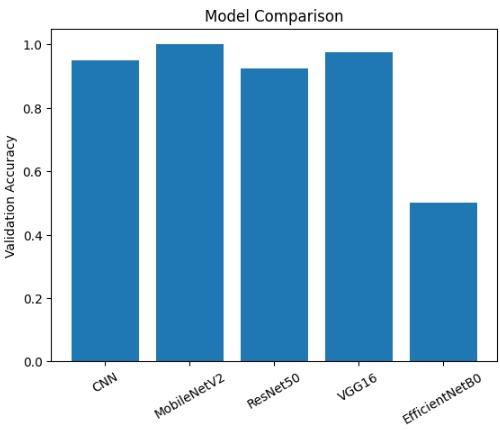 Model Comparison
Validation Accuracy
1.0
0.8
0.6
0.4
0.2
0.0
CNN
MobileNetV2
ResNet50
VGG16
EfficientNetB0